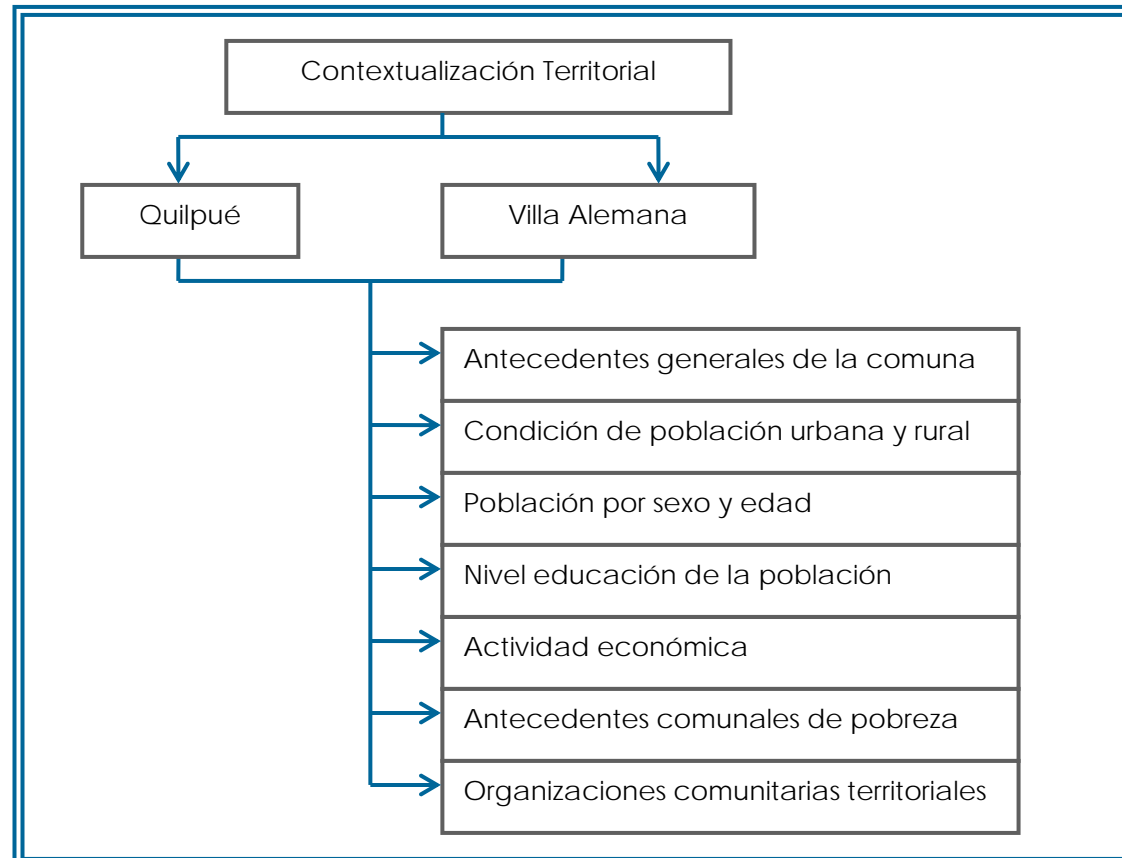 Contextualización Territorial
Quilpué
Villa Alemana
Antecedentes generales de la comuna
Condición de población urbana y rural
Población por sexo y edad
Nivel educación de la población
Actividad económica
Antecedentes comunales de pobreza
Organizaciones comunitarias territoriales